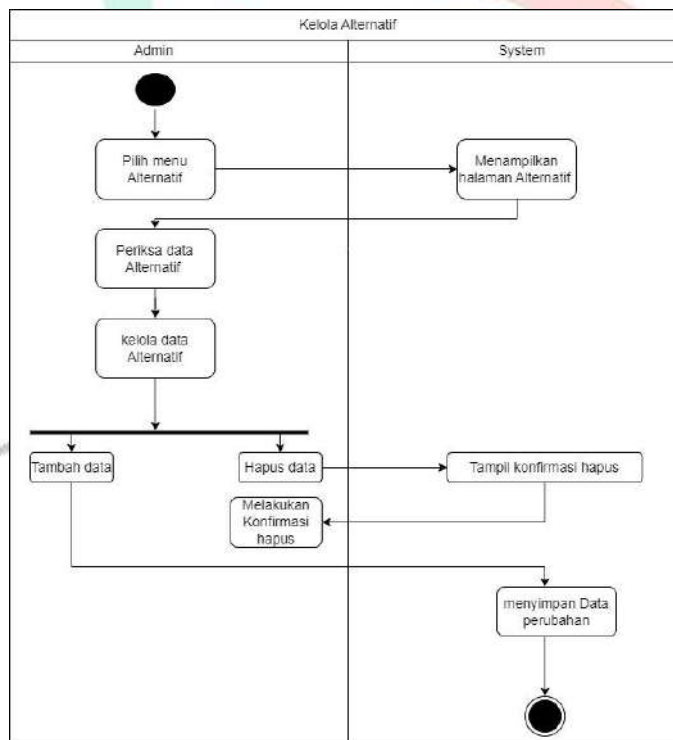 Kelola Alternatif
Admin
System
Pilih menu
Alternatif
Menampilkan
halaman Alternatif
Periksa data
Alternatif
kelola data
Alternatif
Tambah data
Hapus data
Tampil konfirmasi hapus
Melakukan
Konfirmasi
hapus
menyimpan Data
perubahan